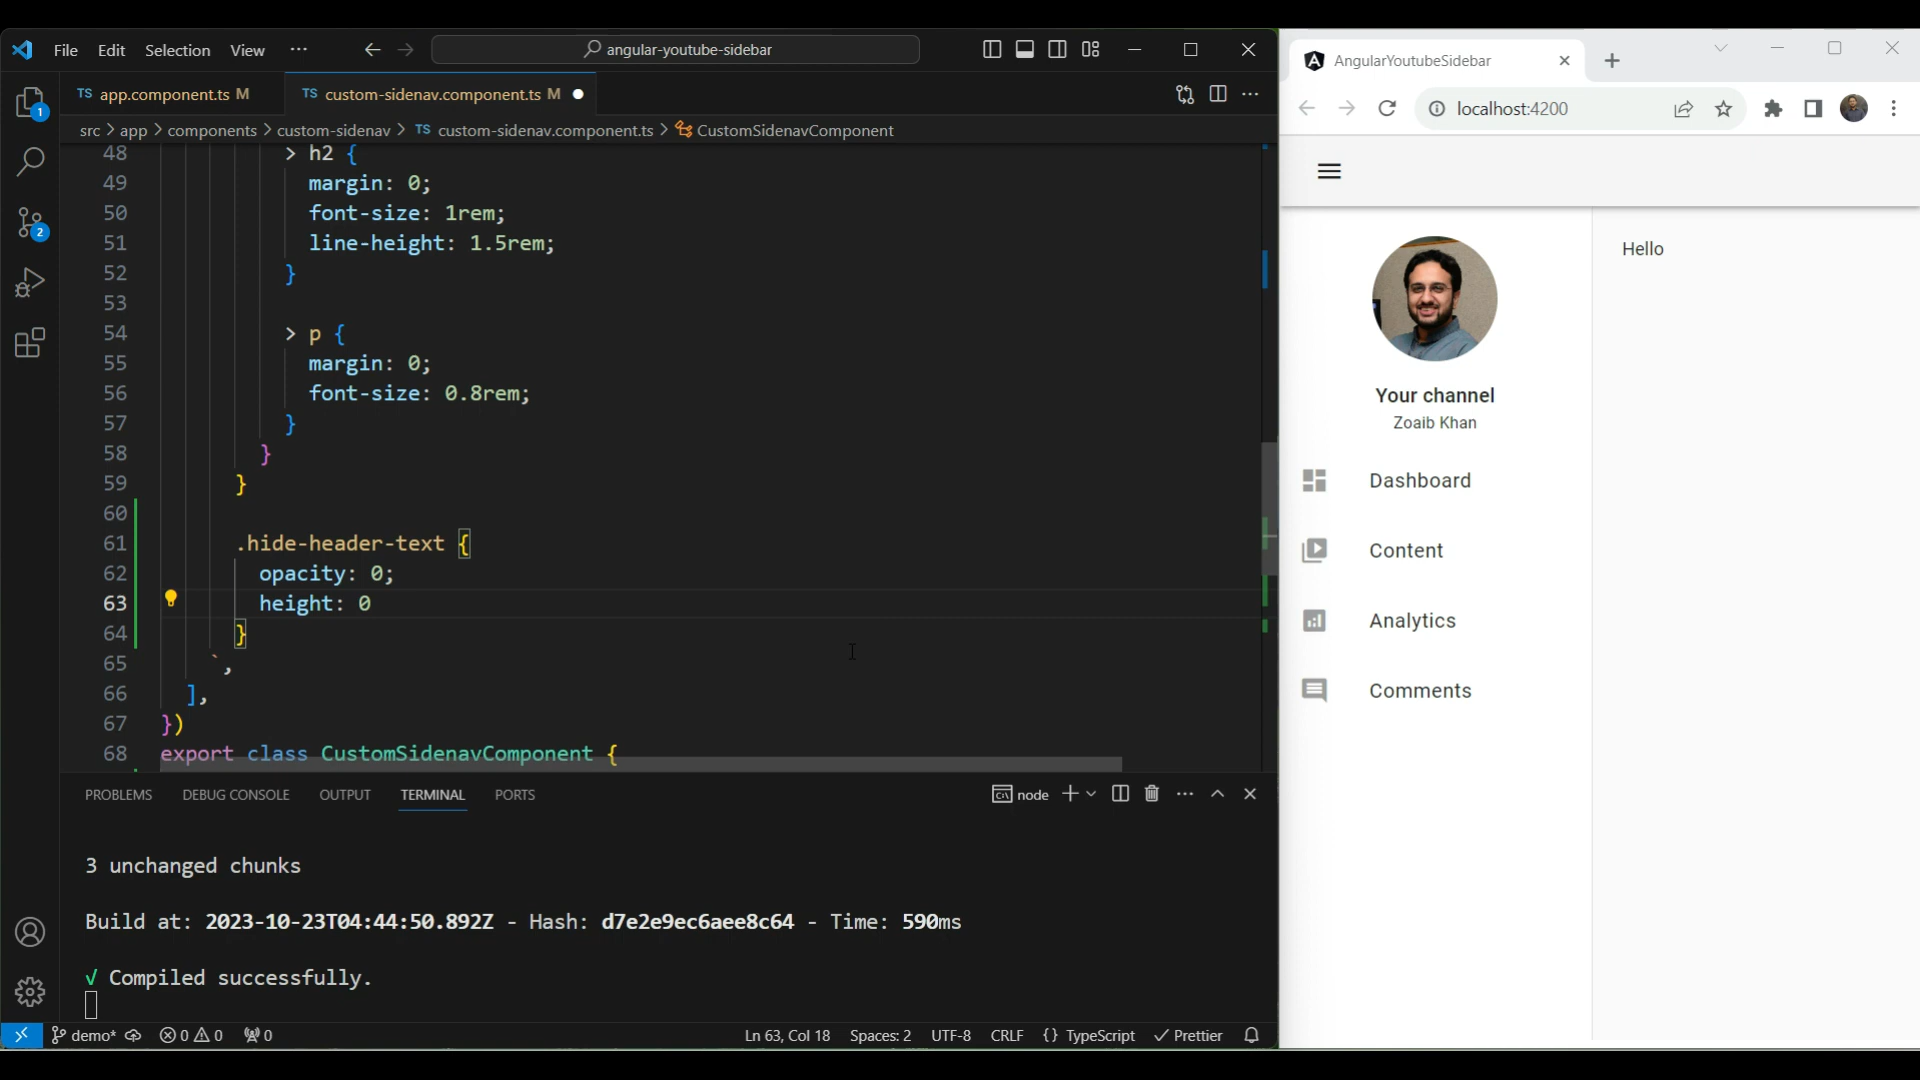 File Edit Selection View ··· angular-youtube-sidebar
TS app.component.ts M TS custom-sidenav.component.ts M
src > app > components > custom-sidenav > TS custom-sidenav.component.ts > CustomSidenavComponent
48 > h2 {
49 margin: 0;
50 font-size: 1rem;
51 line-height: 1.5rem;
52 }
53
54 > p {
55 margin: 0;
56 font-size: 0.8rem;
57 }
58 }
59 }
60
61 .hide-header-text {
62 opacity: 0;
63 height: 0
64 }
65 `,
66 ],
67 })
68 export class CustomSidenavComponent {
PROBLEMS DEBUG CONSOLE OUTPUT TERMINAL PORTS node
3 unchanged chunks
Build at: 2023-10-23T04:44:50.892Z - Hash: d7e2e9ec6aee8c64 - Time: 590ms
√ Compiled successfully.
1
2
demo* 0 0 0 Ln 63, Col 18 Spaces: 2 UTF-8 CRLF {} TypeScript Prettier
AngularYoutubeSidebar
localhost:4200
Hello
Your channel
Zoaib Khan
Dashboard
Content
Analytics
Comments